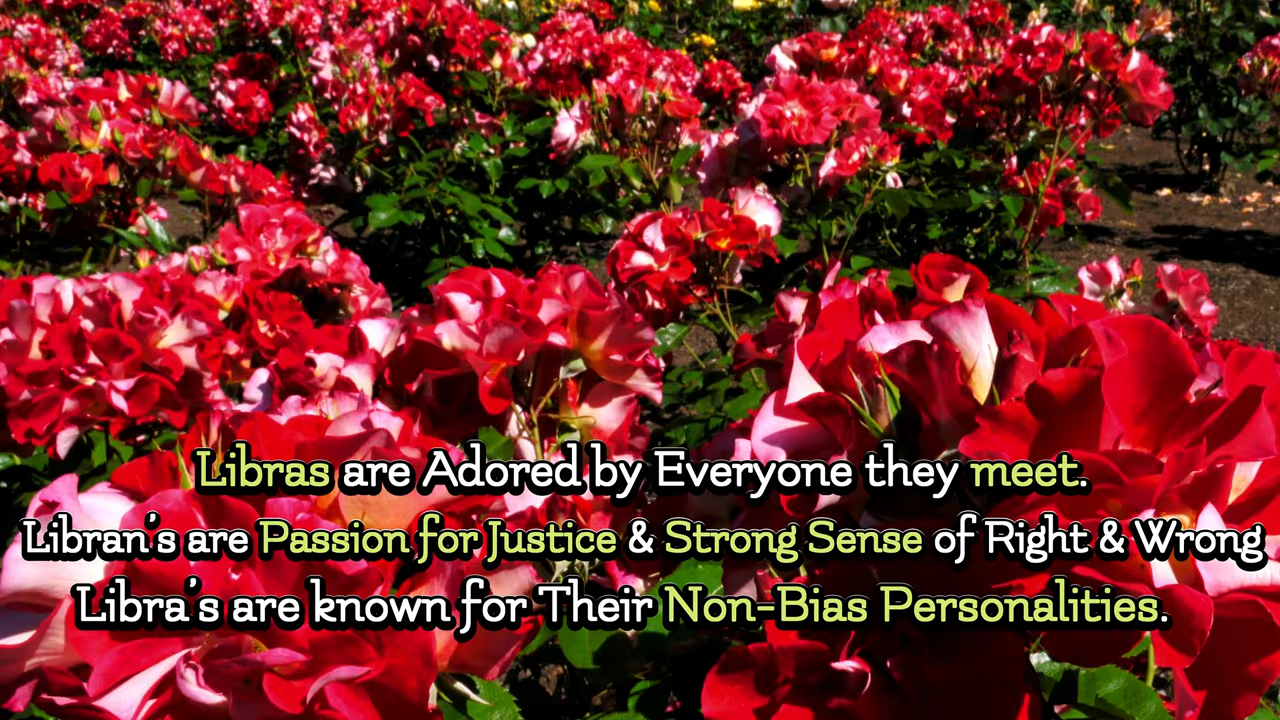 Libras are Adored by Everyone they meet.
Libran's are Passion for Justice & Strong Sense of Right & Wrong
Libra's are known for Their Non-Bias Personalities.